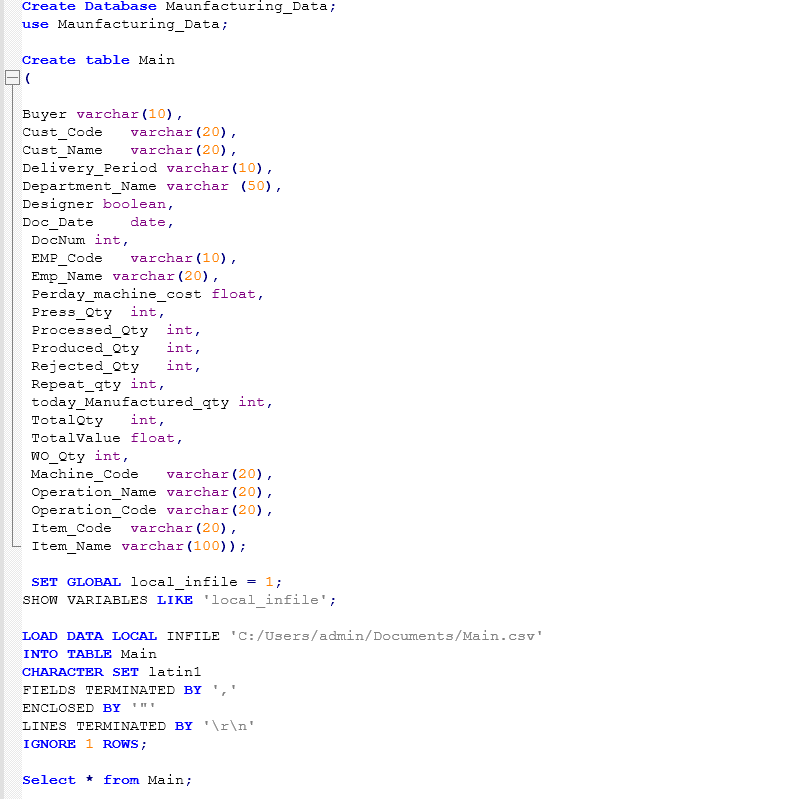 Create Database Maunfacturing_Data;
use Maunfacturing_Data;
Create table Main
(
Buyer varchar(10),
Cust_Code   varchar(20),
Cust_Name   varchar(20),
Delivery_Period varchar(10),
Department_Name varchar (50),
Designer boolean,
Doc_Date    date,
DocNum int,
EMP_Code   varchar(10),
Emp_Name varchar(20),
Perday_machine_cost float,
Press_Qty  int,
Processed_Qty  int,
Produced_Qty   int,
Rejected_Qty   int,
Repeat_qty int,
today_Manufactured_qty int,
TotalQty   int,
TotalValue float,
WO_Qty int,
Machine_Code   varchar(20),
Operation_Name varchar(20),
Operation_Code varchar(20),
Item_Code  varchar(20),
Item_Name varchar(100));
SET GLOBAL local_infile = 1;
SHOW VARIABLES LIKE 'local_infile';
LOAD DATA LOCAL INFILE 'C:/Users/admin/Documents/Main.csv'
INTO TABLE Main
CHARACTER SET latin1
FIELDS TERMINATED BY ','
ENCLOSED BY '"'
LINES TERMINATED BY '\r\n'
IGNORE 1 ROWS;
Select * from Main;